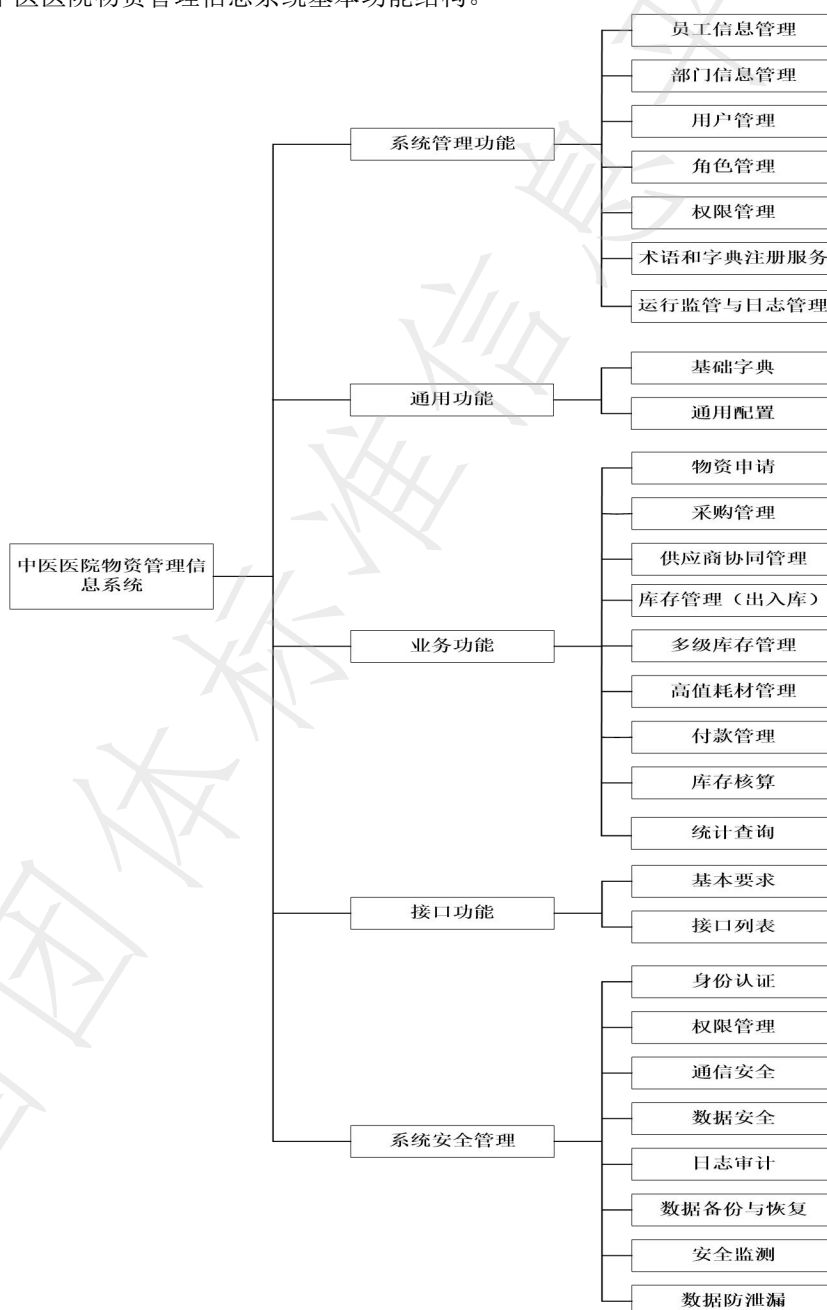 中医医院物资管理信息系统基本功能结构。
员工信息管理
部门信息管理
用户管理
系统管理功能
角色管理
权限管理
术语和字典注册服务
运行监管与日志管理
基础字典
通用功能
通用配置
物资申请
采购管理
供应商协同管理
中医医院物资管理信
息系统
库存管理（出入库）
业务功能
多级库存管理
高值耗材管理
付款管理
库存核算
统计查询
基本要求
接口功能
接口列表
身份认证
权限管理
通信安全
数据安全
系统安全管理
日志审计
数据备份与恢复
安全监测
数据防泄漏
团体标准信息平